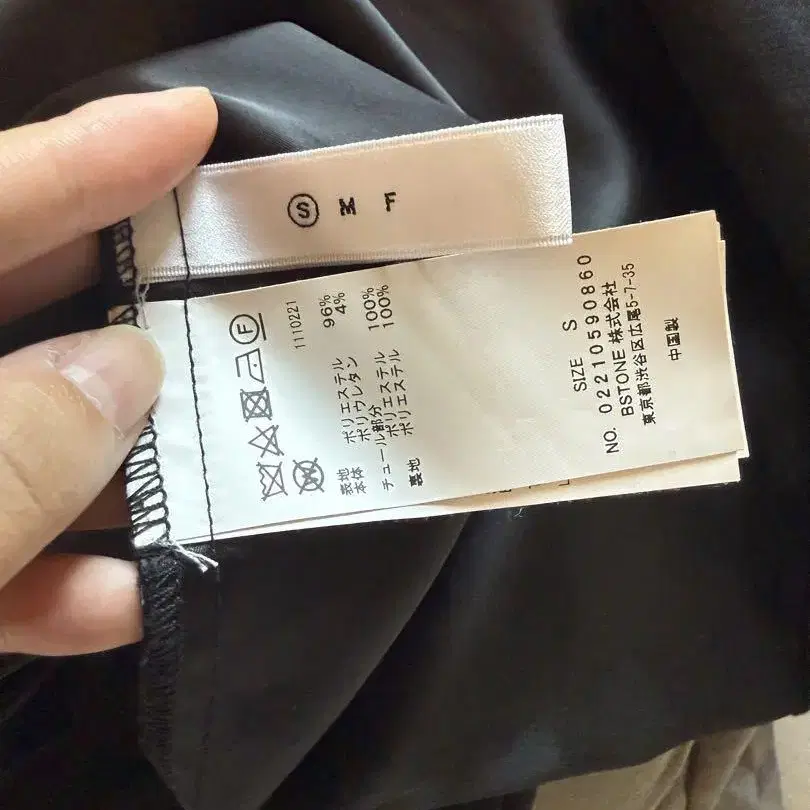 Ⓢ M F
F
1110221
表地
本体 ポリエステル 96%
ポリウレタン 4%
チュール部分
ポリエステル 100%
裏地 ポリエステル 100%
SIZE S
NO. 02210590860
BSTONE 株式会社
東京都渋谷区広尾5-7-35
中国製